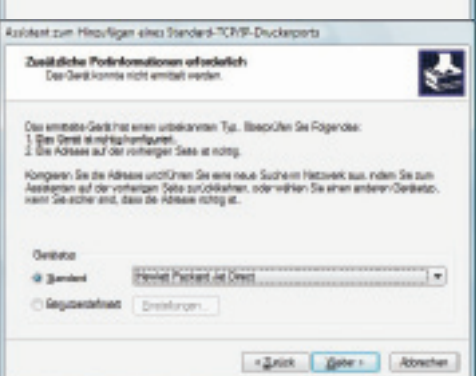 Assistent zum Hinzufügen eines Standard-TCP/IP-Druckerports
Zusätzliche Portinformationen erforderlich
Das Gerät konnte nicht ermittelt werden.
Das ermittelte Gerät hat einen unbekannten Typ. Überprüfen Sie Folgendes:
1. Das Gerät ist richtig konfiguriert.
2. Die Adresse auf der vorherigen Seite ist richtig.
Korrigieren Sie die Adresse und führen Sie eine neue Suche im Netzwerk aus, indem Sie zum
Assistenten auf der vorherigen Seite zurückkehren, oder wählen Sie einen anderen Gerätetyp,
wenn Sie sicher sind, dass die Adresse richtig ist.
Gerätetyp
Standard
Hewlett Packard Jet Direct
Benutzerdefiniert
Einstellungen...
< Zurück
Weiter >
Abbrechen